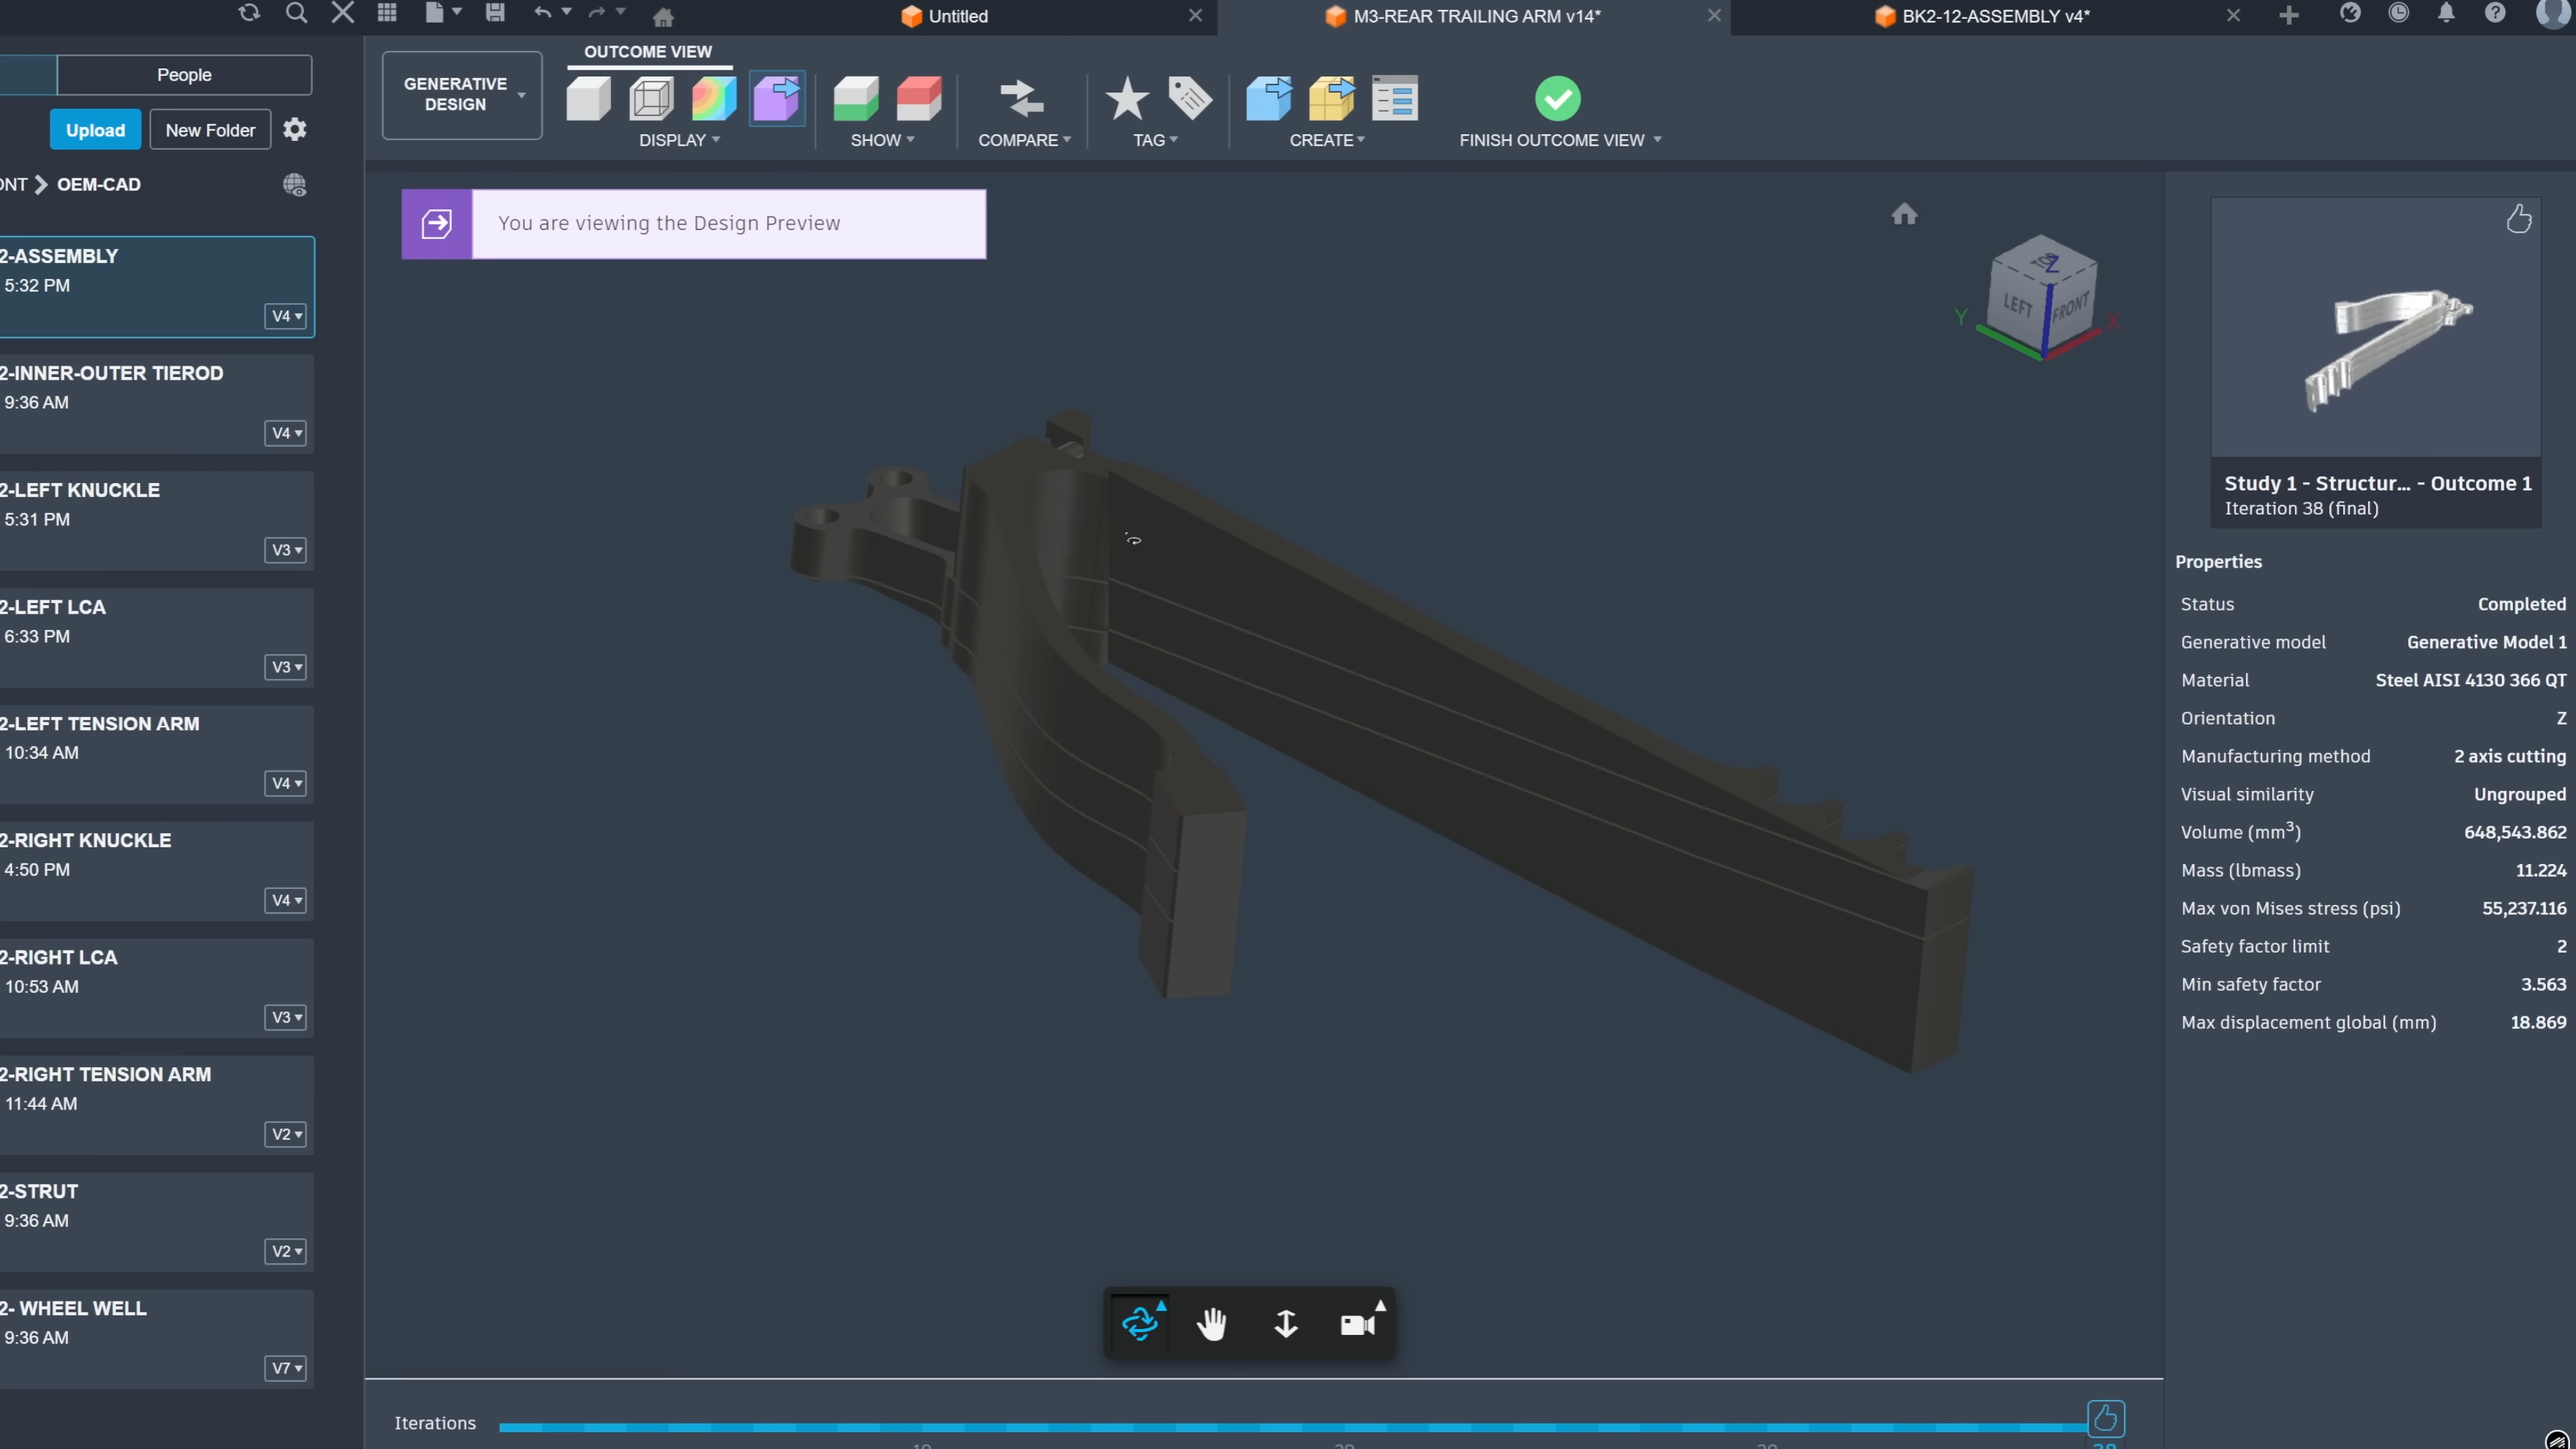 Untitled
M3-REAR TRAILING ARM v14*
BK2-12-ASSEMBLY v4*
People
Upload
New Folder
ONT > OEM-CAD
2-ASSEMBLY
5:32 PM
V4
2-INNER-OUTER TIEROD
9:36 AM
V4
2-LEFT KNUCKLE
5:31 PM
V3
2-LEFT LCA
6:33 PM
V3
2-LEFT TENSION ARM
10:34 AM
V4
2-RIGHT KNUCKLE
4:50 PM
V4
2-RIGHT LCA
10:53 AM
V3
2-RIGHT TENSION ARM
11:44 AM
V2
2-STRUT
9:36 AM
V2
2- WHEEL WELL
9:36 AM
V7
GENERATIVE
DESIGN
OUTCOME VIEW
DISPLAY
SHOW
COMPARE
TAG
CREATE
FINISH OUTCOME VIEW
You are viewing the Design Preview
TOP
Z
LEFT
FRONT
Y
X
Study 1 - Structur... - Outcome 1
Iteration 38 (final)
Properties
Status Completed
Generative model Generative Model 1
Material Steel AISI 4130 366 QT
Orientation Z
Manufacturing method 2 axis cutting
Visual similarity Ungrouped
Volume (mm³) 648,543.862
Mass (lbmass) 11.224
Max von Mises stress (psi) 55,237.116
Safety factor limit 2
Min safety factor 3.563
Max displacement global (mm) 18.869
Iterations